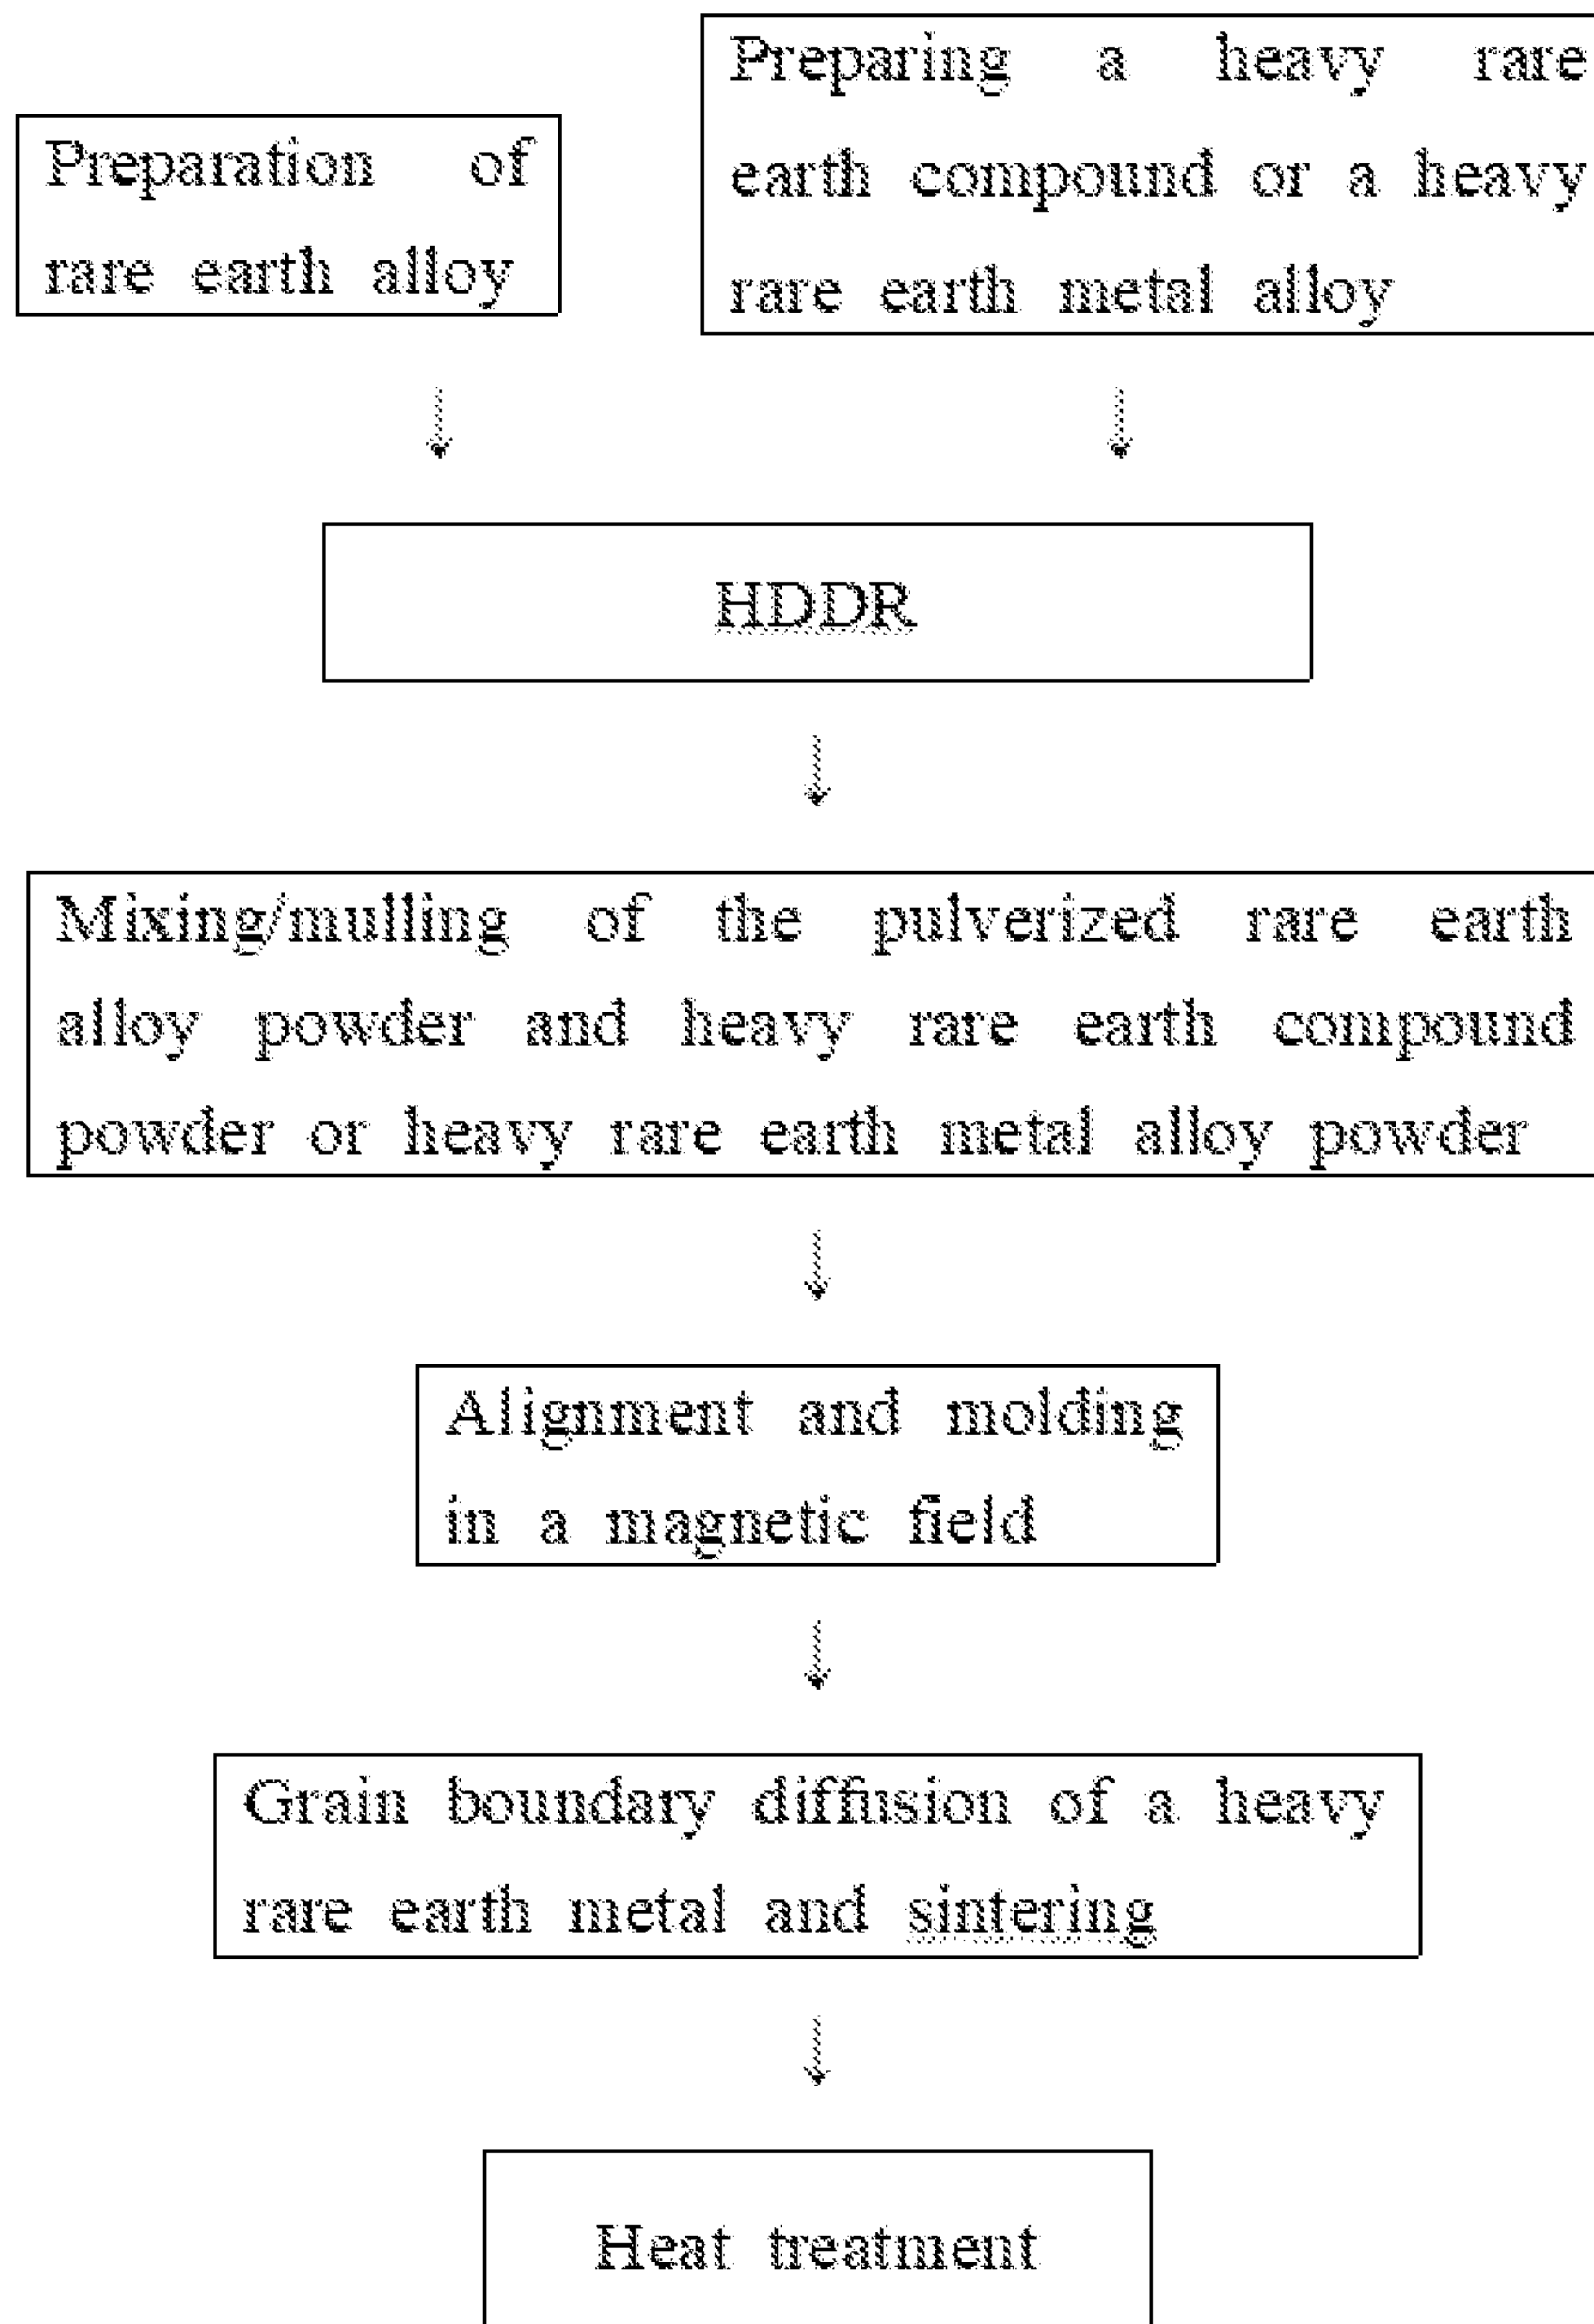 Preparation of
rare earth alloy
Preparing a heavy rare
earth compound or a heavy
rare earth metal alloy
HDDR
Mixing/mulling of the pulverized rare earth
alloy powder and heavy rare earth compound
powder or heavy rare earth metal alloy powder
Alignment and molding
in a magnetic field
Grain boundary diffusion of a heavy
rare earth metal and sintering
Heat treatment